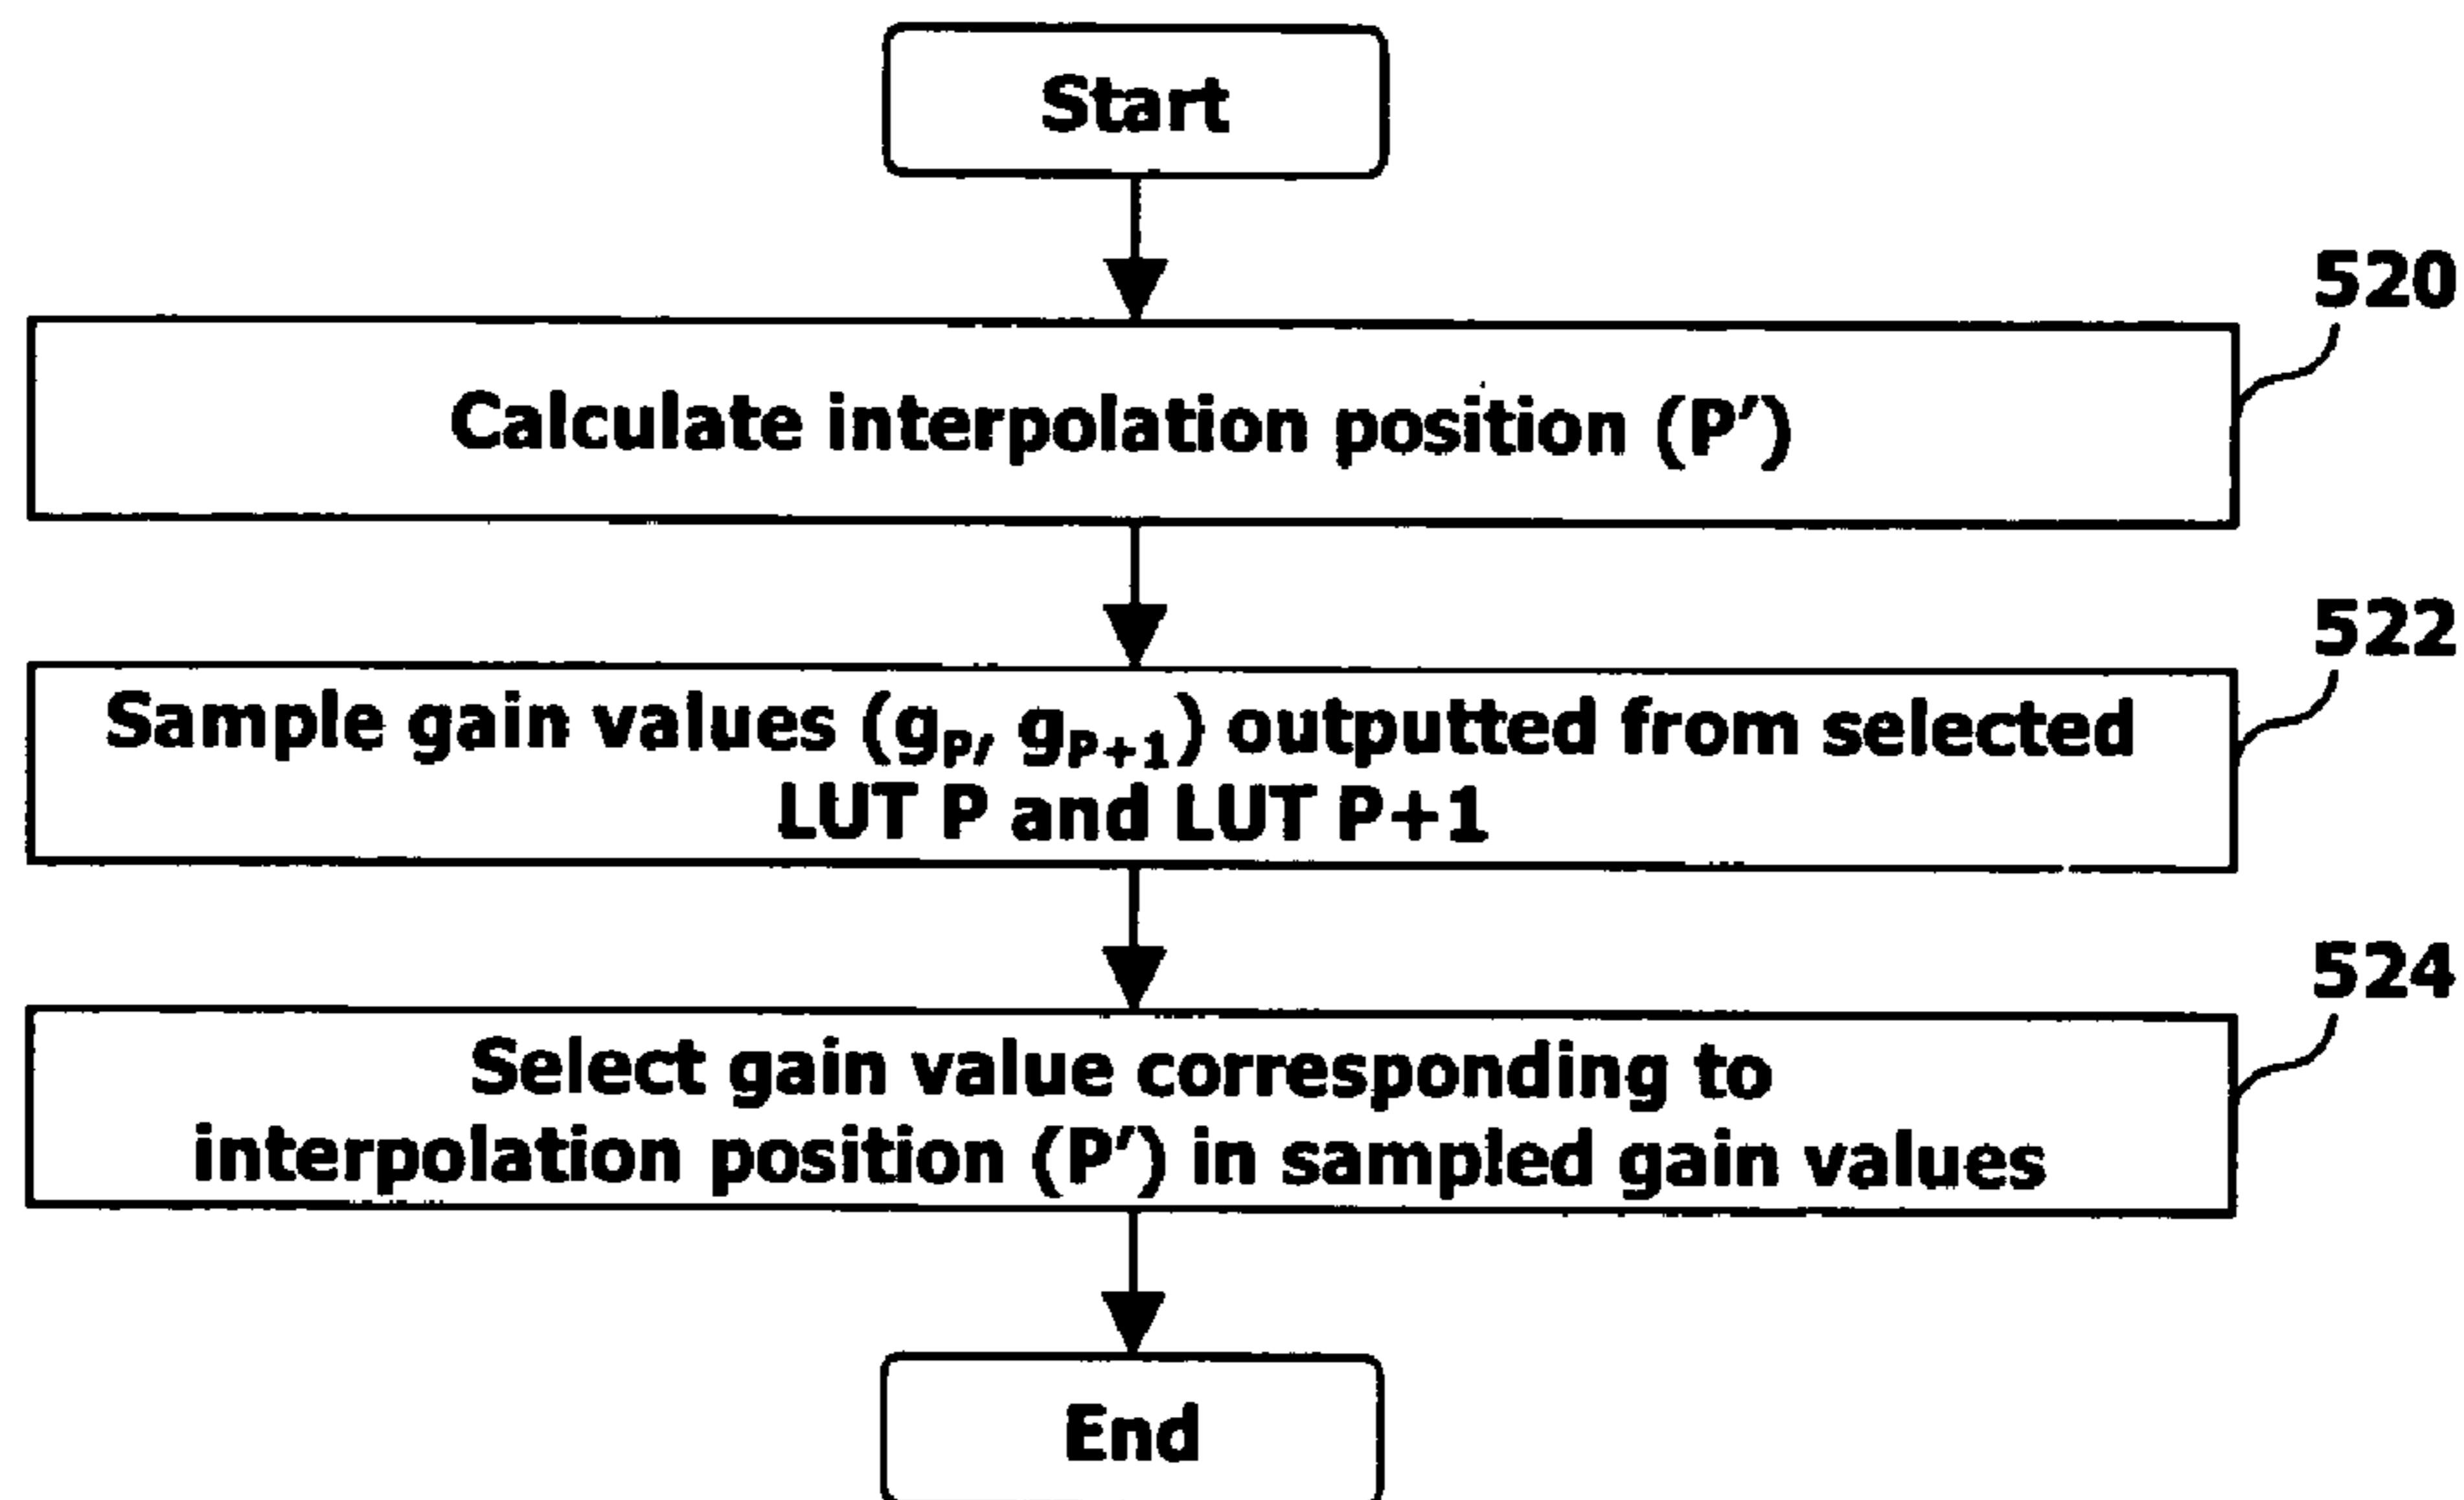 Start
520
Calculate interpolation position (P′)
522
Sample gain values (gP, gP+1) outputted from selected
LUT P and LUT P+1
524
Select gain value corresponding to
interpolation position (P′) in sampled gain values
End